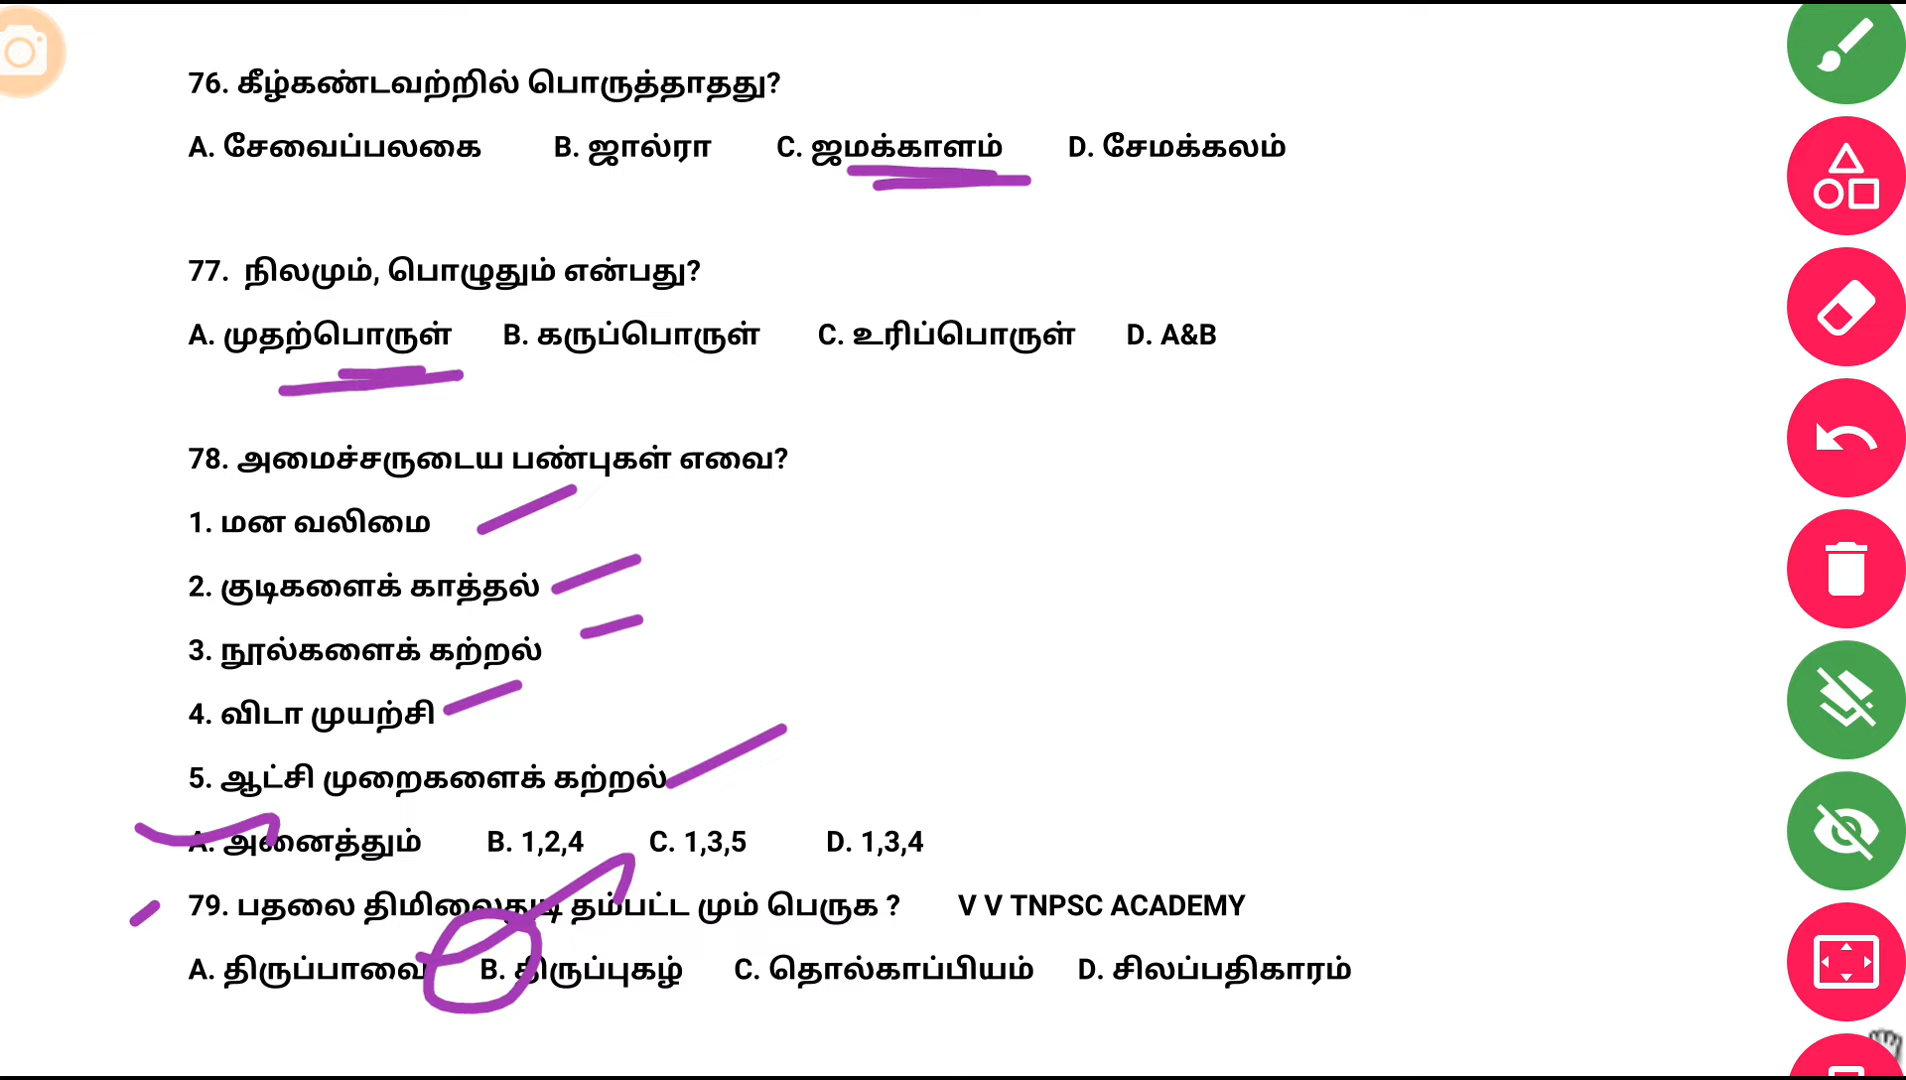 76. கீழ்கண்டவற்றில் பொருத்தாதது?
A. சேவைப்பலகை B. ஜால்ரா C. ஜமக்காளம் D. சேமக்கலம்
77. நிலமும், பொழுதும் என்பது?
A. முதற்பொருள் B. கருப்பொருள் C. உரிப்பொருள் D. A&B
78. அமைச்சருடைய பண்புகள் எவை?
1. மன வலிமை
2. குடிகளைக் காத்தல்
3. நூல்களைக் கற்றல்
4. விடா முயற்சி
5. ஆட்சி முறைகளைக் கற்றல்
A. அனைத்தும் B. 1,2,4 C. 1,3,5 D. 1,3,4
79. பதலை திமிலைதுடி தம்பட்ட மும் பெருக ? V V TNPSC ACADEMY
A. திருப்பாவை B. திருப்புகழ் C. தொல்காப்பியம் D. சிலப்பதிகாரம்